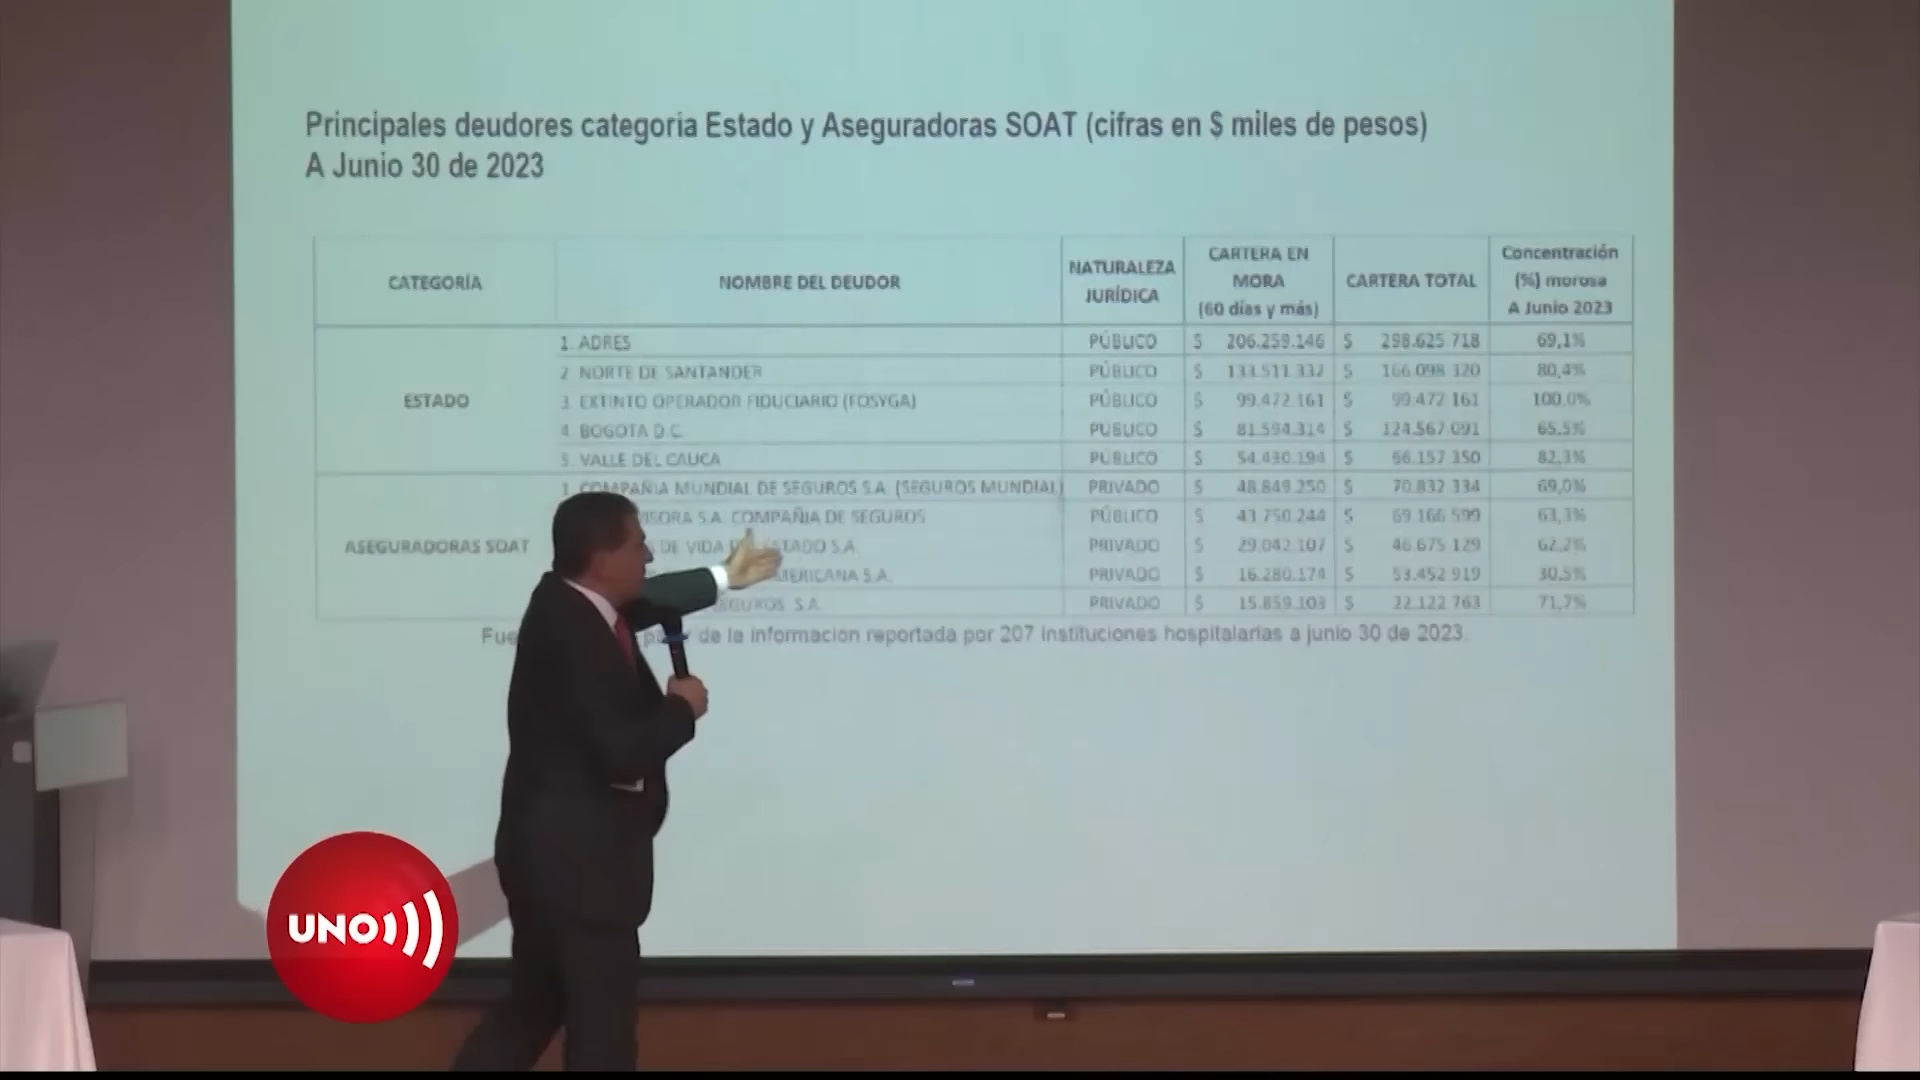 Principales deudores categoria Estado y Aseguradoras SOAT (cifras en $ miles de pesos)
A Junio 30 de 2023
CATEGORÍA NOMBRE DEL DEUDOR NATURALEZA JURÍDICA CARTERA EN MORA (60 días y más) CARTERA TOTAL Concentración (%) morosa A Junio 2023
ESTADO
1. ADRES PÚBLICO $ 206.259.146 $ 298.625.718 69,1%
2. NORTE DE SANTANDER PÚBLICO $ 133.511.332 $ 166.098.320 80,4%
3. EXTINTO OPERADOR FIDUCIARIO (FOSYGA) PÚBLICO $ 99.472.161 $ 99.472.161 100,0%
4. BOGOTA D.C. PÚBLICO $ 81.594.314 $ 124.567.091 65,5%
5. VALLE DEL CAUCA PÚBLICO $ 54.430.194 $ 66.157.350 82,3%
ASEGURADORAS SOAT
1. COMPAÑIA MUNDIAL DE SEGUROS S.A. (SEGUROS MUNDIAL) PRIVADO $ 48.849.250 $ 70.832.334 69,0%
S.A. COMPAÑIA DE SEGUROS PÚBLICO $ 43.750.244 $ 69.166.599 63,3%
DE VIDA S.A. PRIVADO $ 29.042.107 $ 46.675.129 62,2%
S.A. PRIVADO $ 16.280.174 $ 53.452.919 30,5%
S.A. PRIVADO $ 15.859.103 $ 22.122.763 71,7%
de la informacion reportada por 207 Instituciones hospitalarias a junio 30 de 2023.
UNO